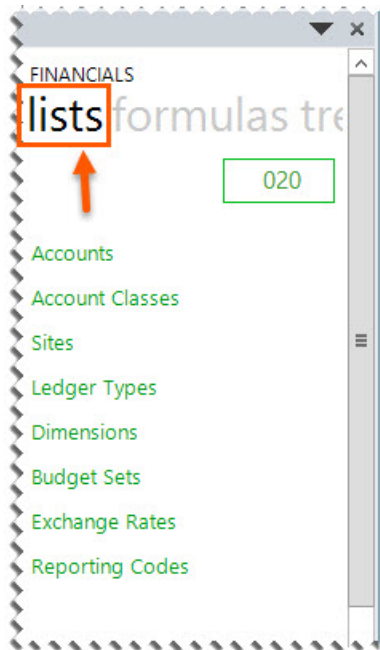 FINANCIALS
lists formulas tre
020
Accounts
Account Classes
Sites
Ledger Types
Dimensions
Budget Sets
Exchange Rates
Reporting Codes